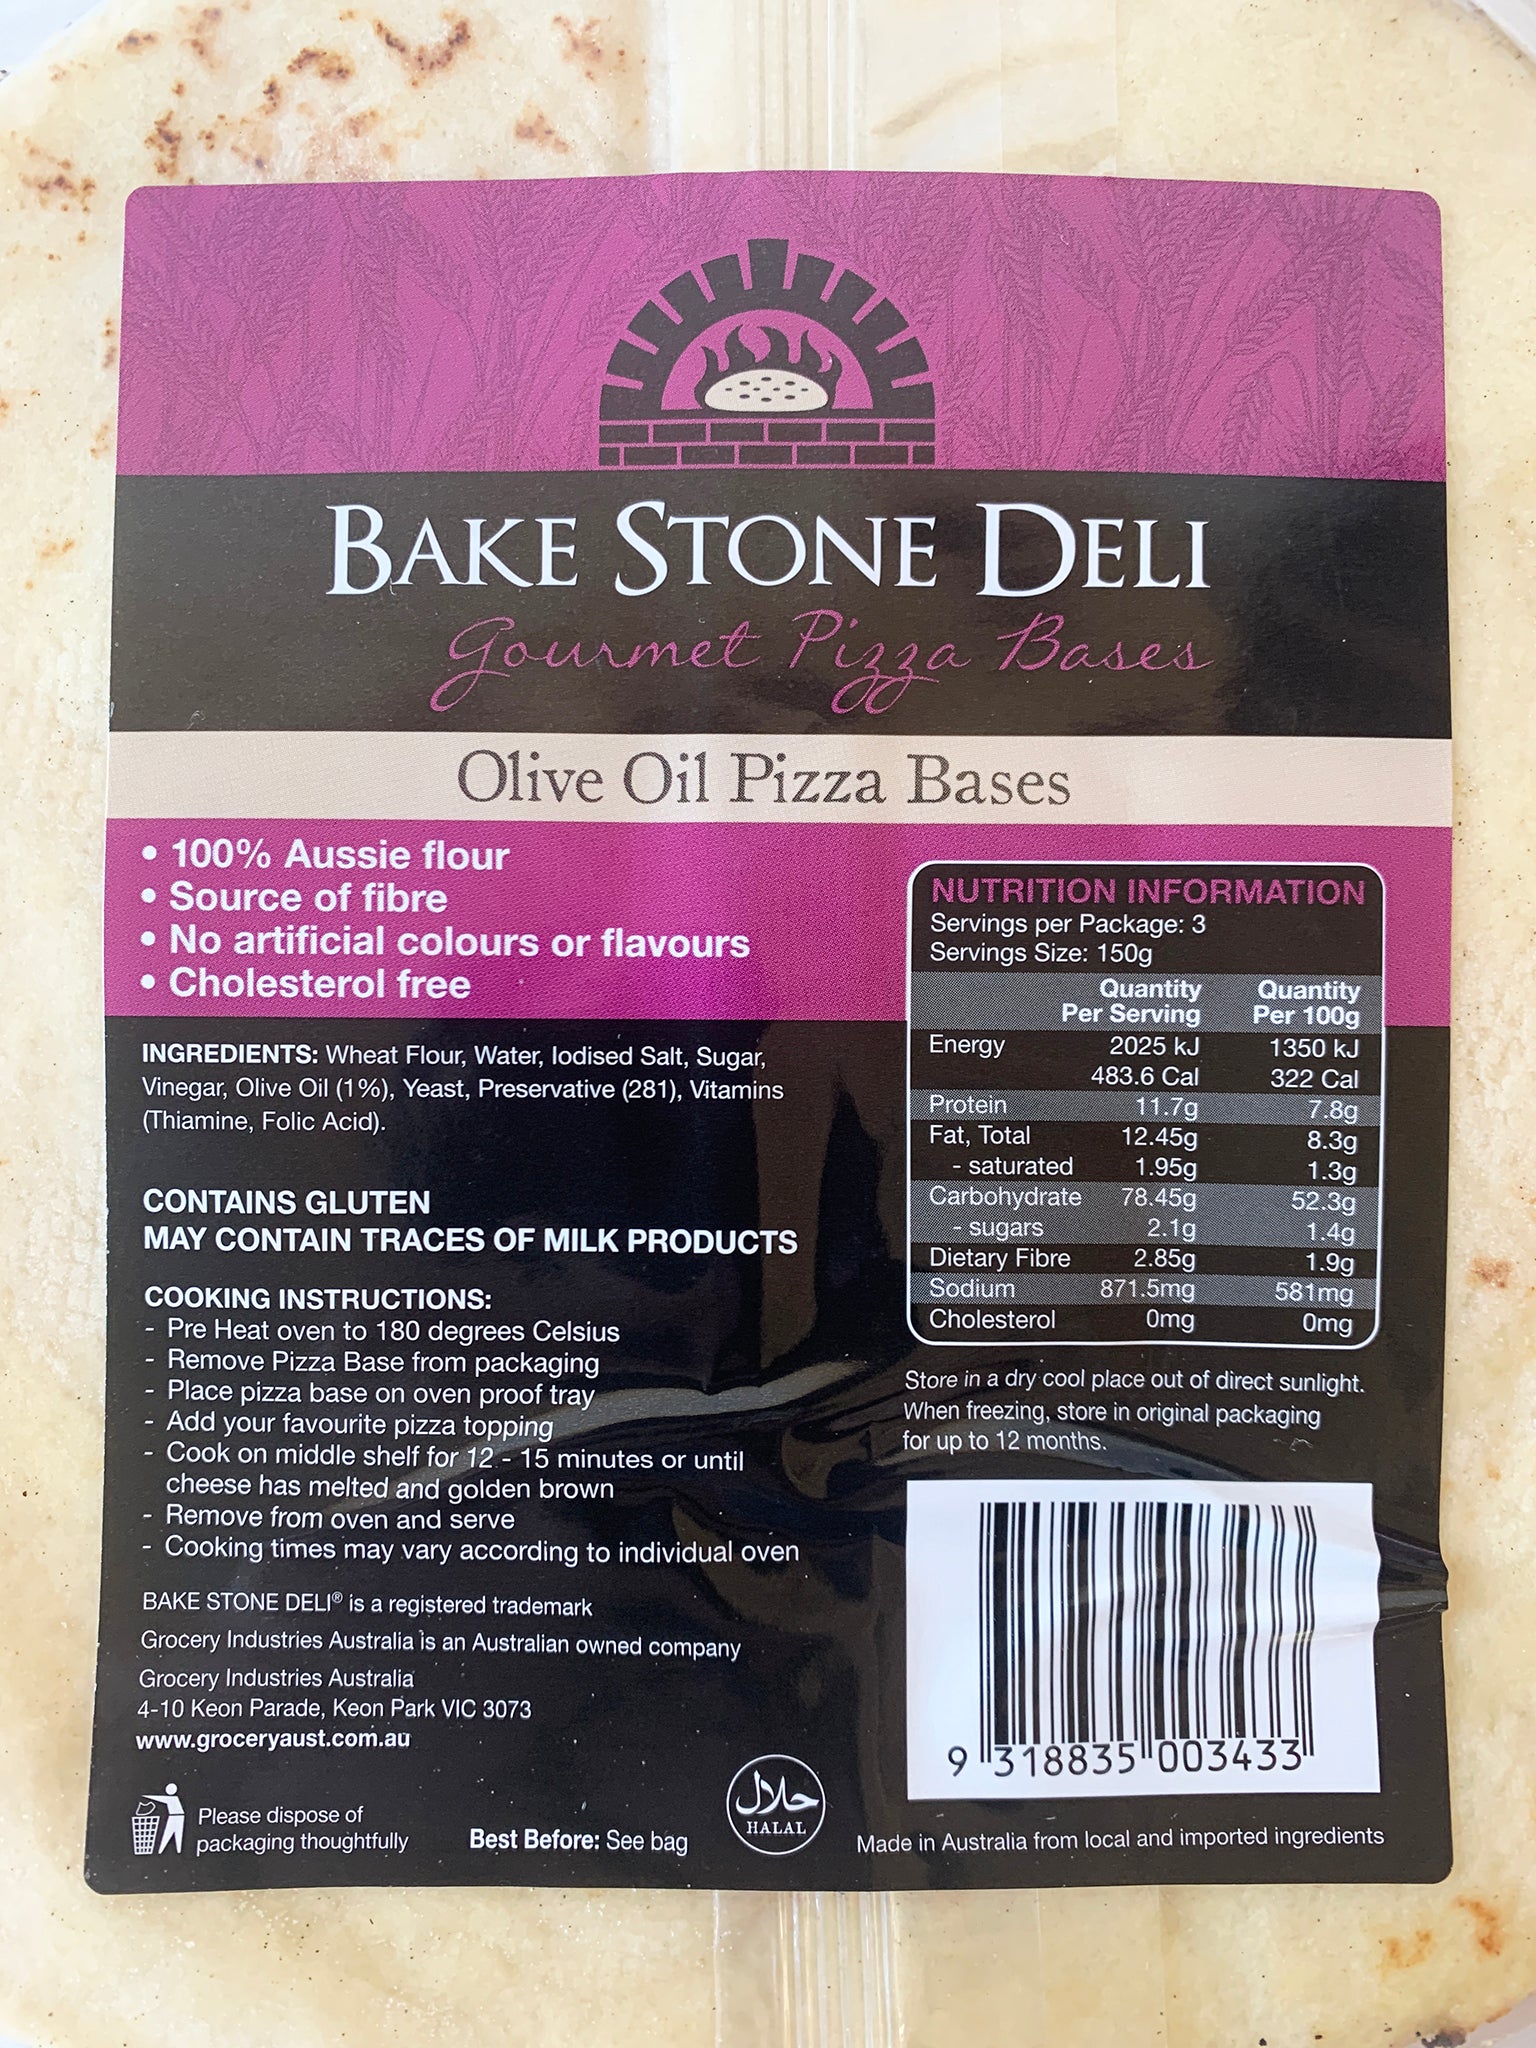 BAKE STONE DELI
Gourmet Pizza Bases
Olive Oil Pizza Bases
• 100% Aussie flour
• Source of fibre
• No artificial colours or flavours
• Cholesterol free
INGREDIENTS: Wheat Flour, Water, Iodised Salt, Sugar,
Vinegar, Olive Oil (1%), Yeast, Preservative (281), Vitamins
(Thiamine, Folic Acid).
CONTAINS GLUTEN
MAY CONTAIN TRACES OF MILK PRODUCTS
COOKING INSTRUCTIONS:
- Pre Heat oven to 180 degrees Celsius
- Remove Pizza Base from packaging
- Place pizza base on oven proof tray
- Add your favourite pizza topping
- Cook on middle shelf for 12 - 15 minutes or until
cheese has melted and golden brown
- Remove from oven and serve
- Cooking times may vary according to individual oven
BAKE STONE DELI® is a registered trademark
Grocery Industries Australia is an Australian owned company
Grocery Industries Australia
4-10 Keon Parade, Keon Park VIC 3073
www.groceryaust.com.au
Please dispose of
packaging thoughtfully
Best Before: See bag
حلال
HALAL
NUTRITION INFORMATION
Servings per Package: 3
Servings Size: 150g
Quantity Quantity
Per Serving Per 100g
Energy 2025 kJ 1350 kJ
483.6 Cal 322 Cal
Protein 11.7g 7.8g
Fat, Total 12.45g 8.3g
- saturated 1.95g 1.3g
Carbohydrate 78.45g 52.3g
- sugars 2.1g 1.4g
Dietary Fibre 2.85g 1.9g
Sodium 871.5mg 581mg
Cholesterol 0mg 0mg
Store in a dry cool place out of direct sunlight.
When freezing, store in original packaging
for up to 12 months.
9 318835 003433
Made in Australia from local and imported ingredients